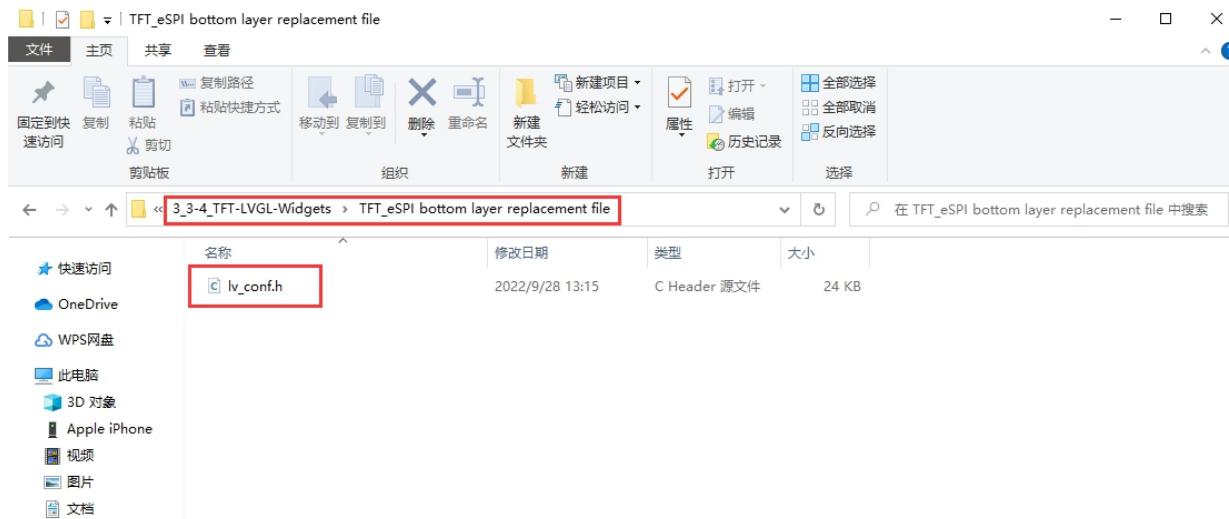 TFT_eSPI bottom layer replacement file
文件 主页 共享 查看
固定到快速访问
复制
粘贴
复制路径
粘贴快捷方式
剪切
移动到 复制到 删除 重命名
新建文件夹
新建项目
轻松访问
属性
打开
编辑
历史记录
全部选择
全部取消
反向选择
剪贴板 组织 新建 打开 选择
« 3_3-4_TFT-LVGL-Widgets › TFT_eSPI bottom layer replacement file
在 TFT_eSPI bottom layer replacement file 中搜索
名称 修改日期 类型 大小
lv_conf.h 2022/9/28 13:15 C Header 源文件 24 KB
快速访问
OneDrive
WPS网盘
此电脑
3D 对象
Apple iPhone
视频
图片
文档